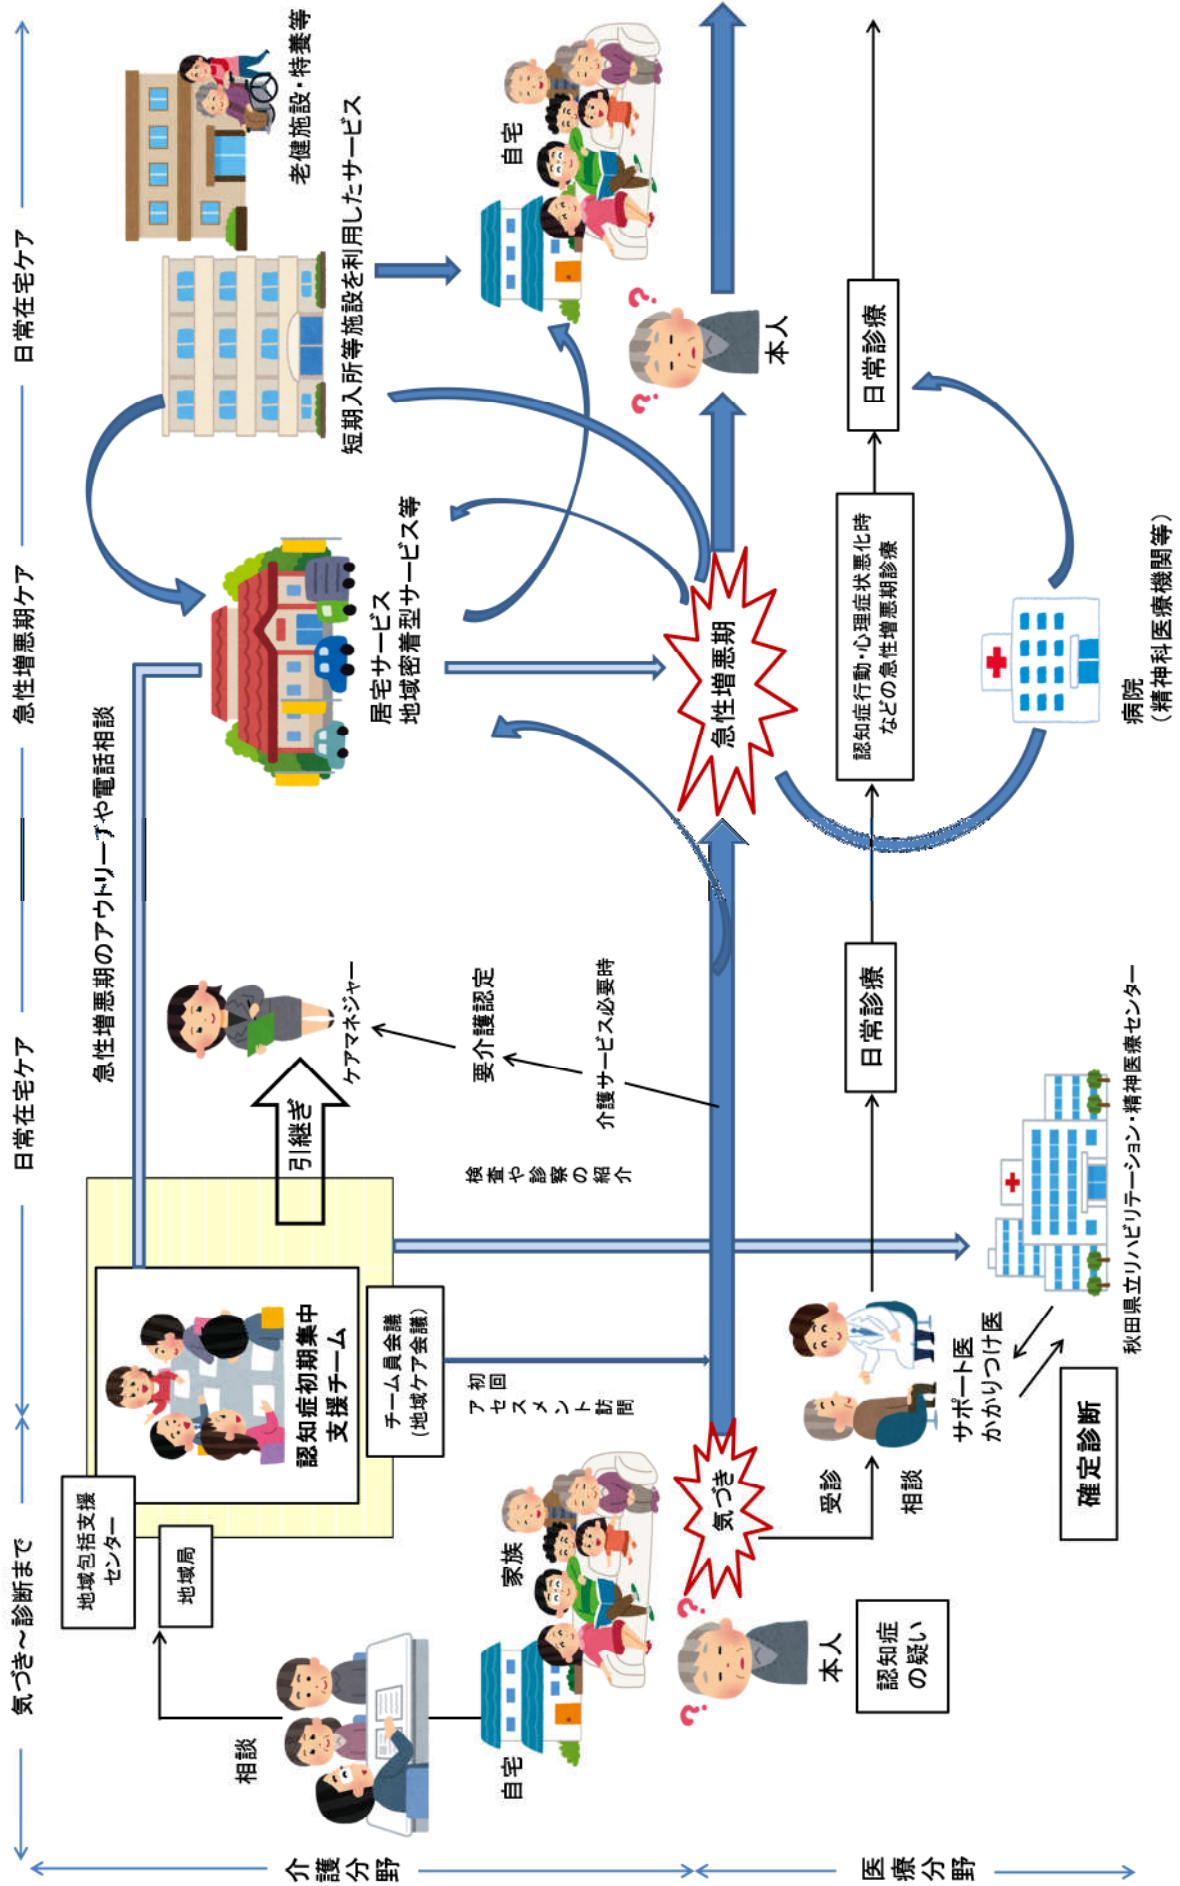 気づき～診断まで
日常在宅ケア
急性増悪期ケア
日常在宅ケア
介護分野
医療分野
相談
地域包括支援
センター
地域局
認知症初期集中
支援チーム
チーム員会議
(地域ケア会議)
引継ぎ
ケアマネジャー
急性増悪期のアウトリーチや電話相談
居宅サービス
地域密着型サービス等
短期入所等施設を利用したサービス
老健施設・特養等
自宅
家族
初回
アセスメント訪問
検査や診察の紹介
要介護認定
介護サービス必要時
自宅
本人
気づき
急性増悪期
本人
認知症
の疑い
受診
相談
サポート医
かかりつけ医
確定診断
秋田県立リハビリテーション・精神医療センター
日常診療
認知症行動・心理症状悪化時
などの急性増悪期診療
日常診療
病院
（精神科医療機関等）